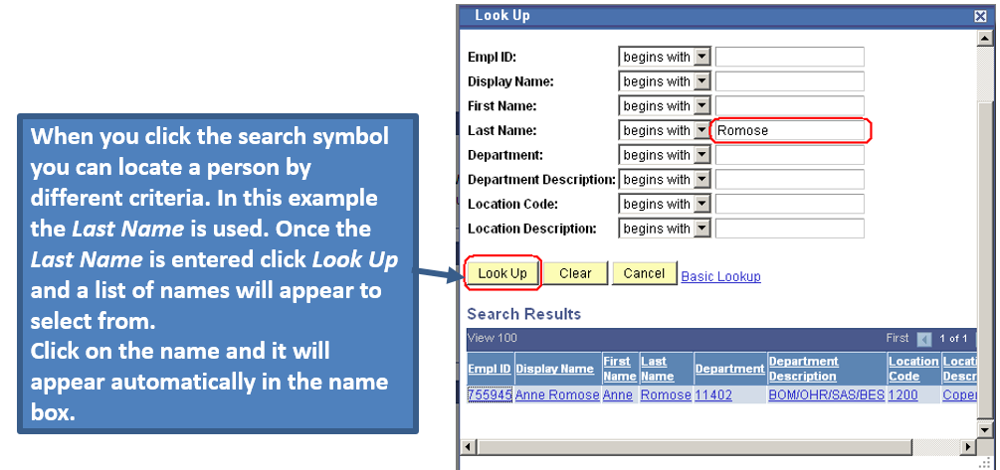 When you click the search symbol
you can locate a person by
different criteria. In this example
the Last Name is used. Once the
Last Name is entered click Look Up
and a list of names will appear to
select from.
Click on the name and it will
appear automatically in the name
box.
Look Up
Empl ID: begins with
Display Name: begins with
First Name: begins with
Last Name: begins with Romose
Department: begins with
Department Description: begins with
Location Code: begins with
Location Description: begins with
Look Up Clear Cancel Basic Lookup
Search Results
View 100 First 1 of 1
Empl ID Display Name First Name Last Name Department Department Description Location Code Locati Descr
755945 Anne Romose Anne Romose 11402 BOM/OHR/SAS/BES 1200 Coper